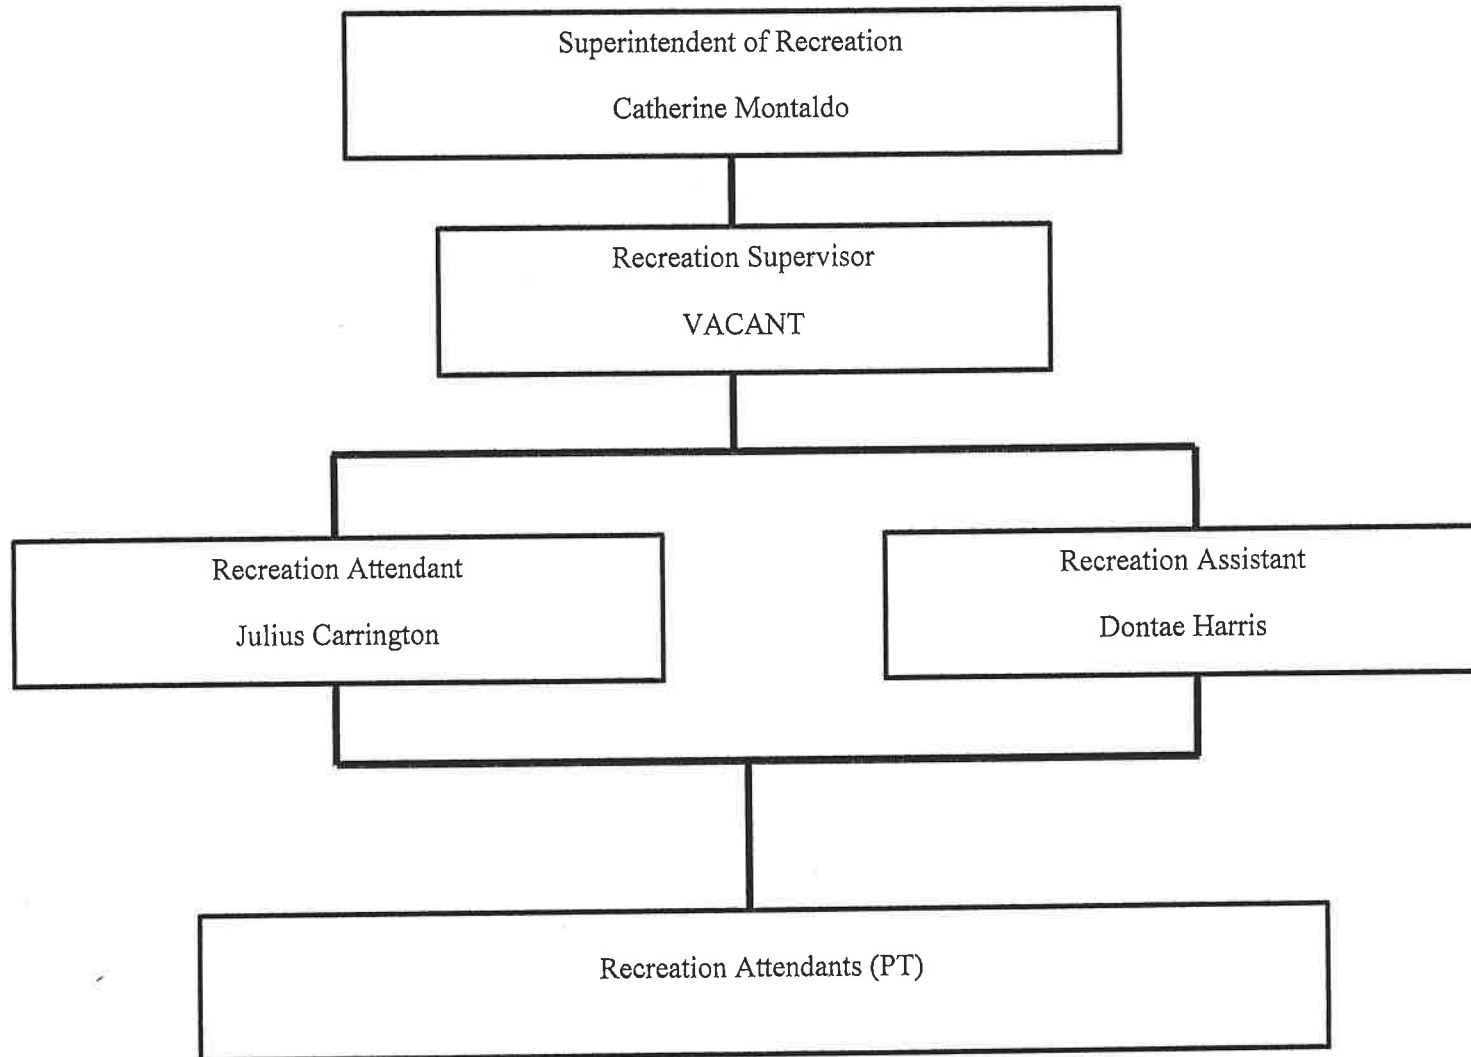 Superintendent of Recreation
Catherine Montaldo
Recreation Supervisor
VACANT
Recreation Attendant
Julius Carrington
Recreation Assistant
Dontae Harris
Recreation Attendants (PT)